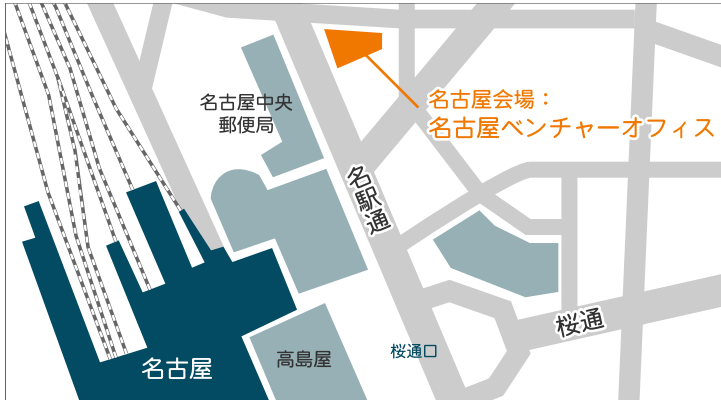 名古屋中央
郵便局
名古屋会場：
名古屋ベンチャーオフィス
名駅通
桜通
桜通口
高島屋
名古屋